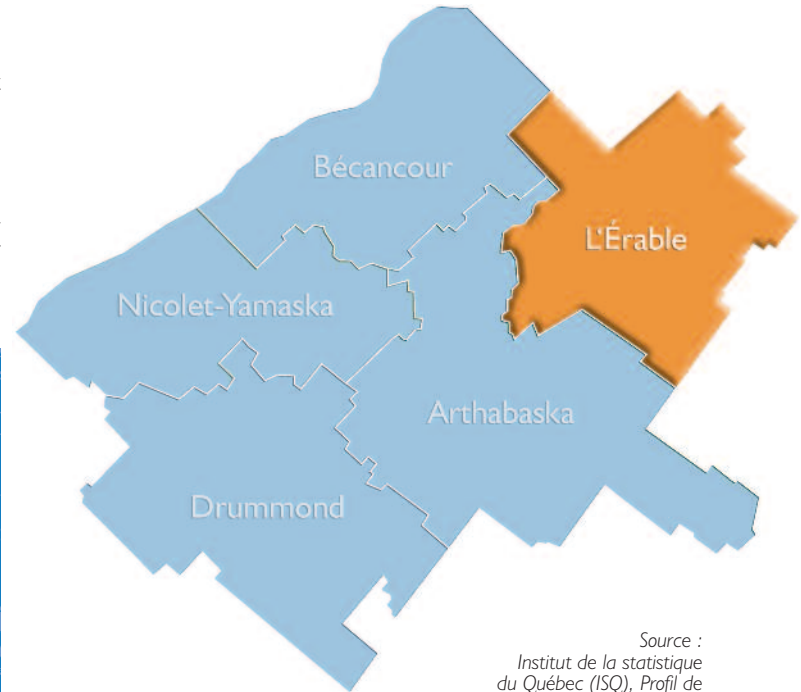 Bécancour
L'Érable
Nicolet-Yamaska
Arthabaska
Drummond
Source :
Institut de la statistique
du Québec (ISQ), Profil de